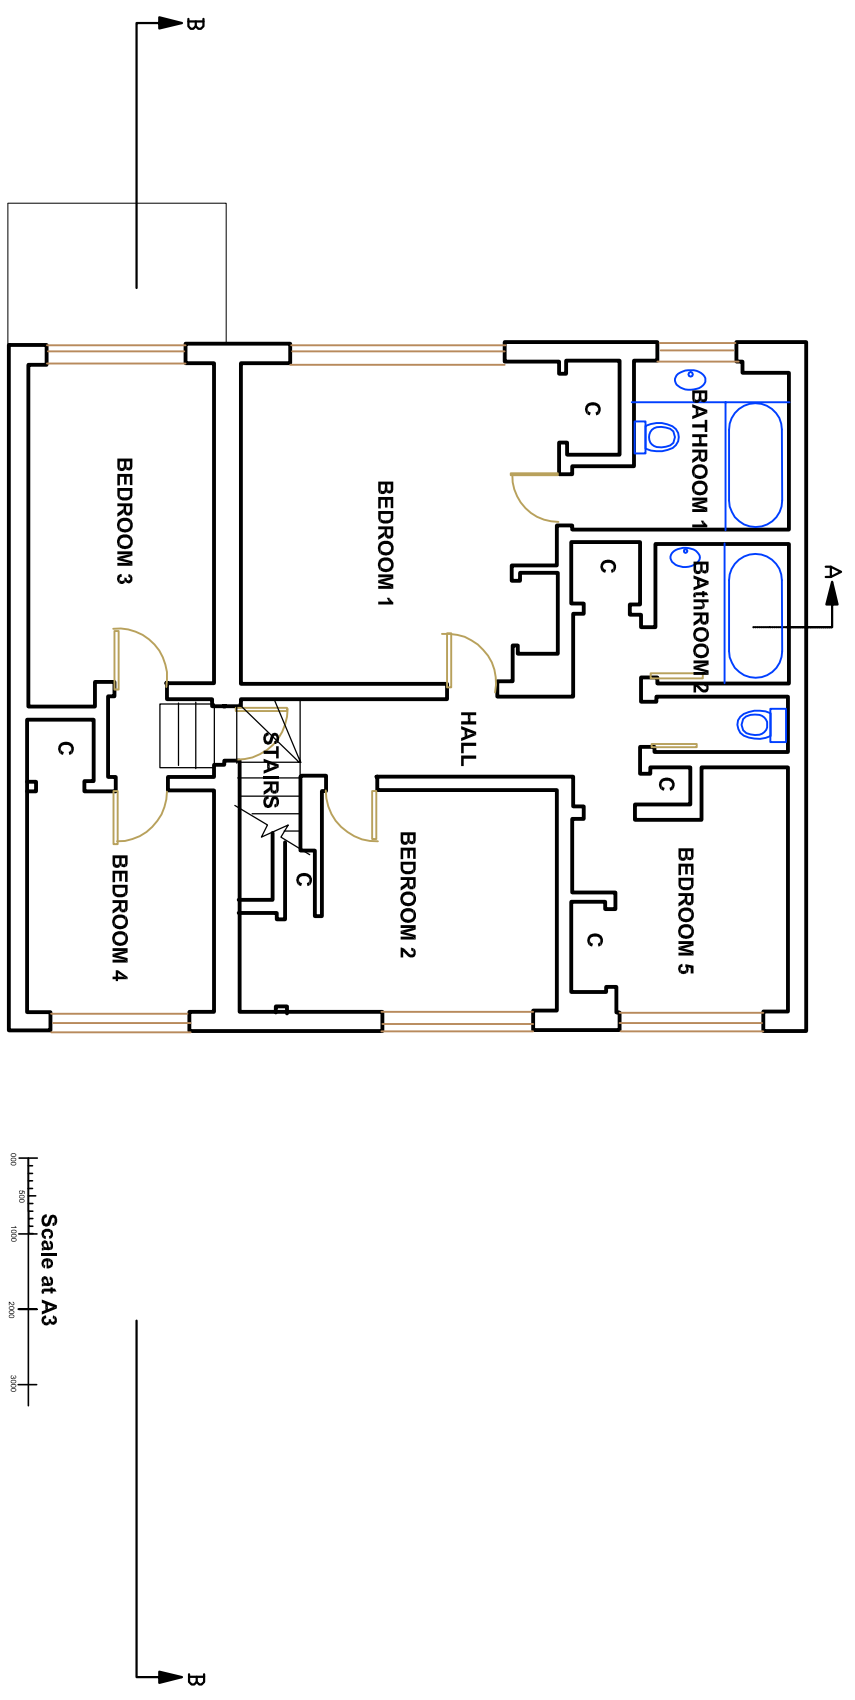 B
A
BATHROOM 1
C
BEDROOM 3
BEDROOM 1
C
BAthROOM 2
HALL
STAIRS
C
C
BEDROOM 2
BEDROOM 5
C
BEDROOM 4
C
Scale at A3
000
500
1000
2000
3000
B